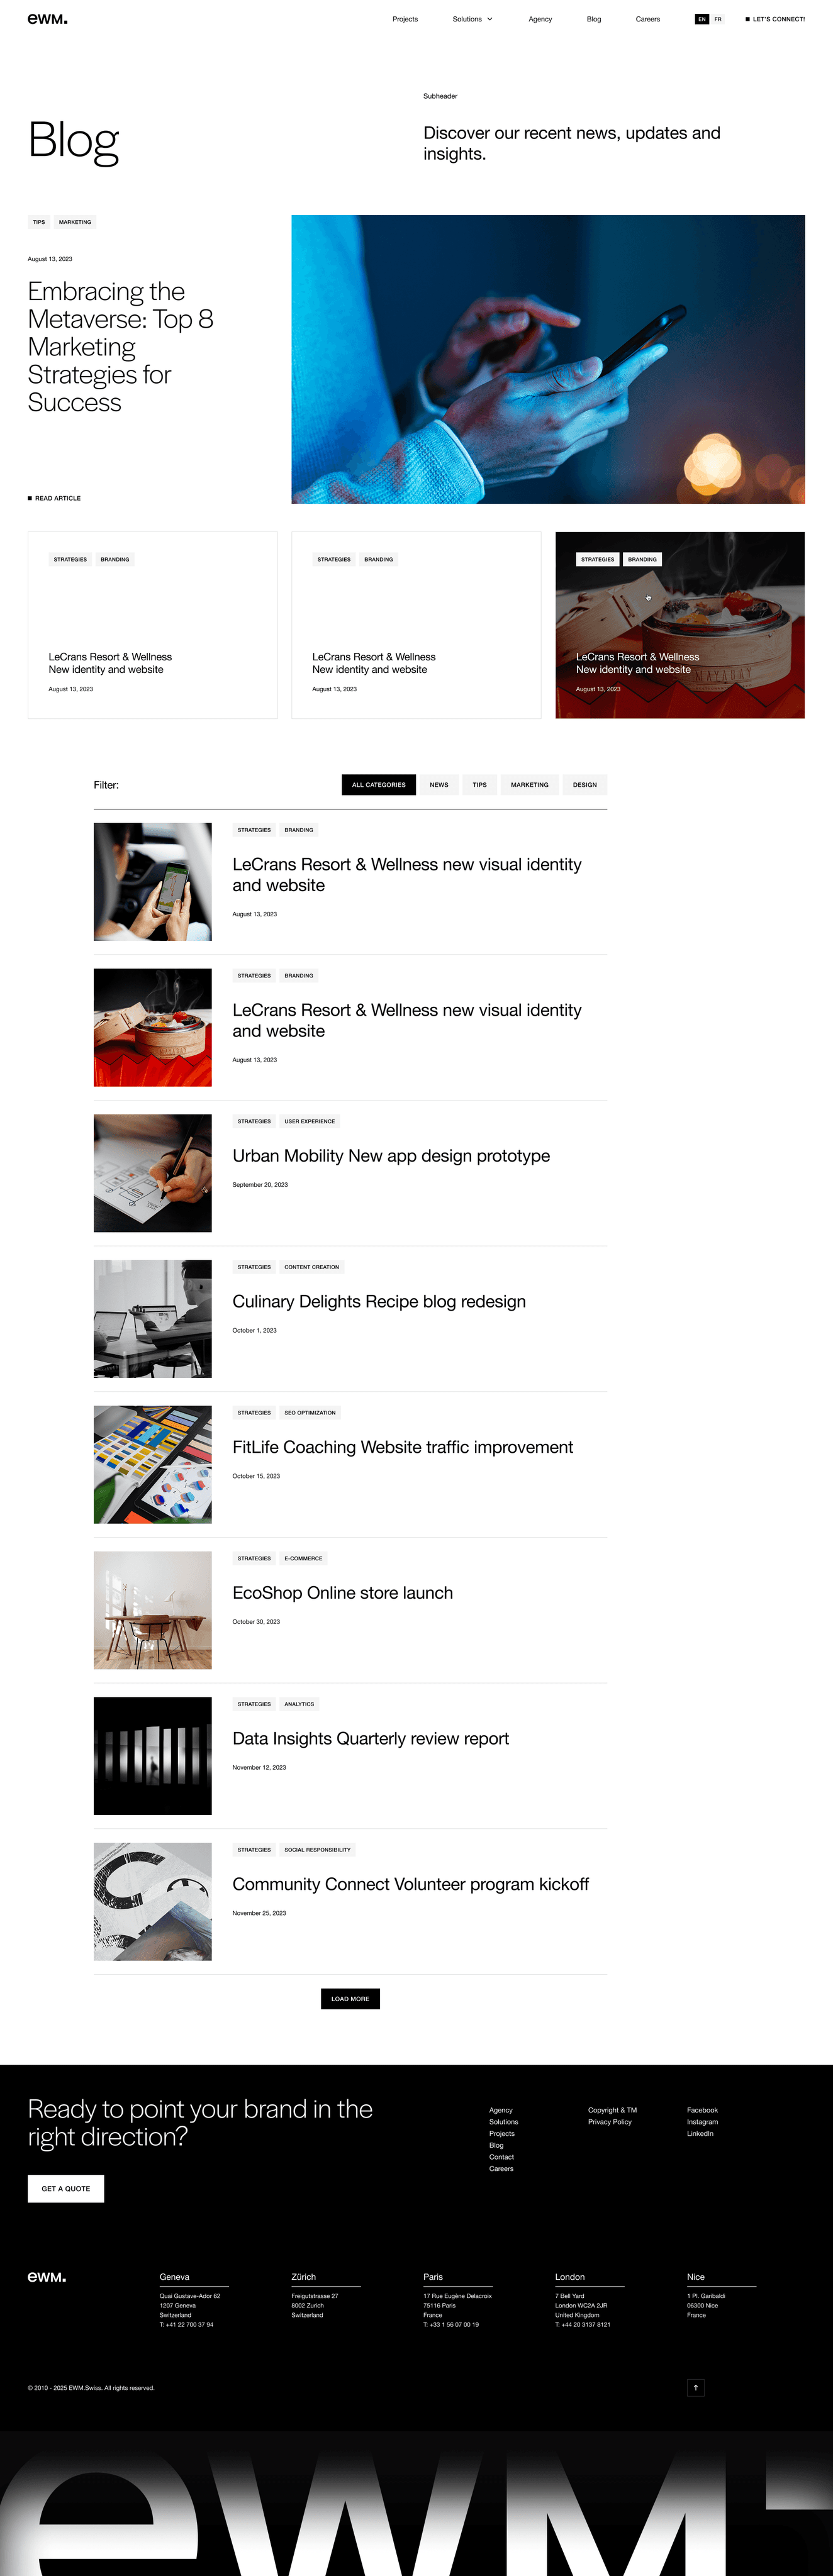 ewm.
Projects
Solutions
Agency
Blog
Careers
EN
FR
LET'S CONNECT!
Subheader
Blog
Discover our recent news, updates and
insights.
TIPS
MARKETING
August 13, 2023
Embracing the
Metaverse: Top 8
Marketing
Strategies for
Success
READ ARTICLE
STRATEGIES
BRANDING
LeCrans Resort & Wellness
New identity and website
August 13, 2023
STRATEGIES
BRANDING
LeCrans Resort & Wellness
New identity and website
August 13, 2023
STRATEGIES
BRANDING
LeCrans Resort & Wellness
New identity and website
August 13, 2023
MAYABAY
Filter:
ALL CATEGORIES
NEWS
TIPS
MARKETING
DESIGN
STRATEGIES
BRANDING
LeCrans Resort & Wellness new visual identity
and website
August 13, 2023
STRATEGIES
BRANDING
LeCrans Resort & Wellness new visual identity
and website
August 13, 2023
STRATEGIES
USER EXPERIENCE
Urban Mobility New app design prototype
September 20, 2023
STRATEGIES
CONTENT CREATION
Culinary Delights Recipe blog redesign
October 1, 2023
STRATEGIES
SEO OPTIMIZATION
FitLife Coaching Website traffic improvement
October 15, 2023
STRATEGIES
E-COMMERCE
EcoShop Online store launch
October 30, 2023
STRATEGIES
ANALYTICS
Data Insights Quarterly review report
November 12, 2023
STRATEGIES
SOCIAL RESPONSIBILITY
Community Connect Volunteer program kickoff
November 25, 2023
LOAD MORE
Ready to point your brand in the
right direction?
GET A QUOTE
Agency
Solutions
Projects
Blog
Contact
Careers
Copyright & TM
Privacy Policy
Facebook
Instagram
LinkedIn
ewm.
Geneva
Quai Gustave-Ador 62
1207 Geneva
Switzerland
T: +41 22 700 37 94
Zürich
Freigutstrasse 27
8002 Zurich
Switzerland
Paris
17 Rue Eugène Delacroix
75116 Paris
France
T: +33 1 56 07 00 19
London
7 Bell Yard
London WC2A 2JR
United Kingdom
T: +44 20 3137 8121
Nice
1 Pl. Garibaldi
06300 Nice
France
© 2010 - 2025 EWM.Swiss. All rights reserved.
ewm